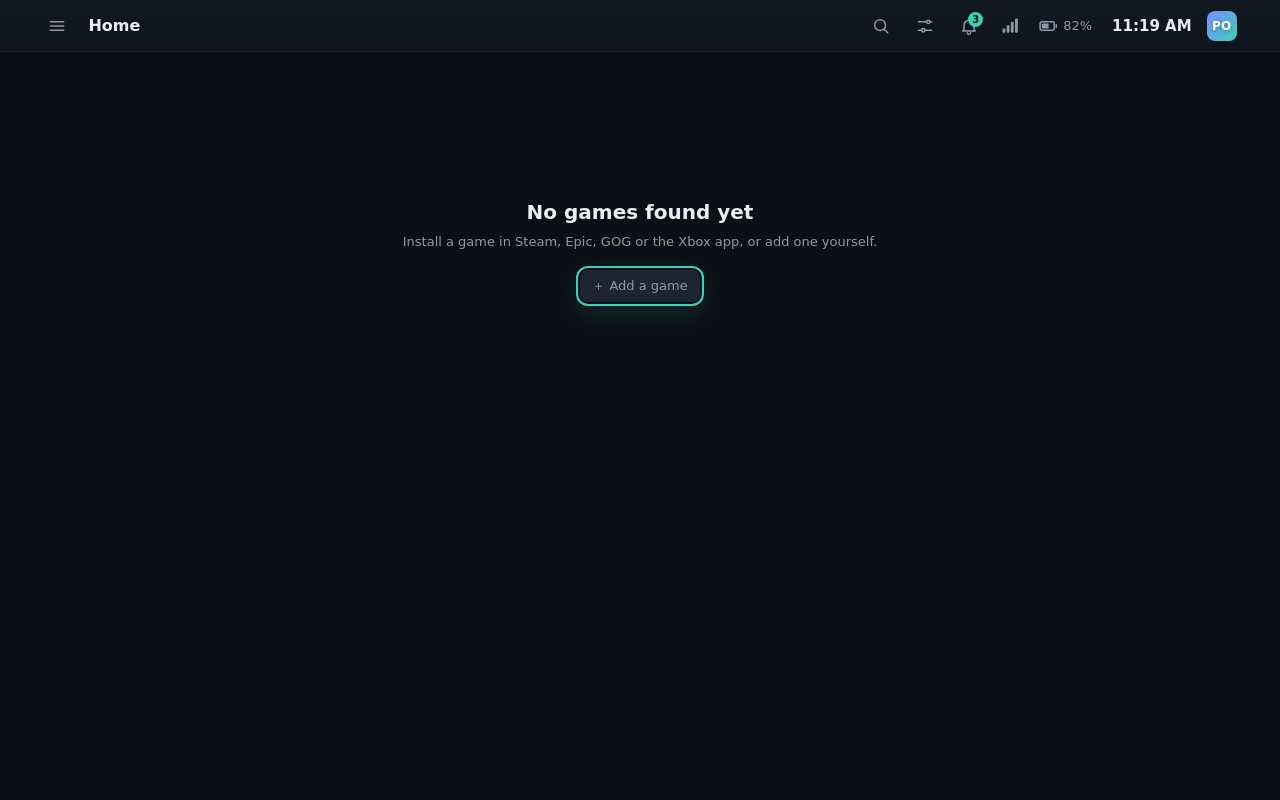 Home
3
82%
11:19 AM
PO
No games found yet
Install a game in Steam, Epic, GOG or the Xbox app, or add one yourself.
+ Add a game